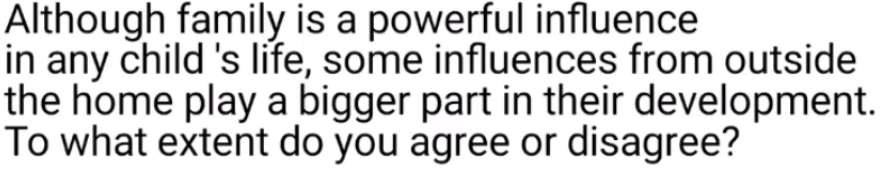 Although family is a powerful influence
in any child 's life, some influences from outside
the home play a bigger part in their development.
To what extent do you agree or disagree?